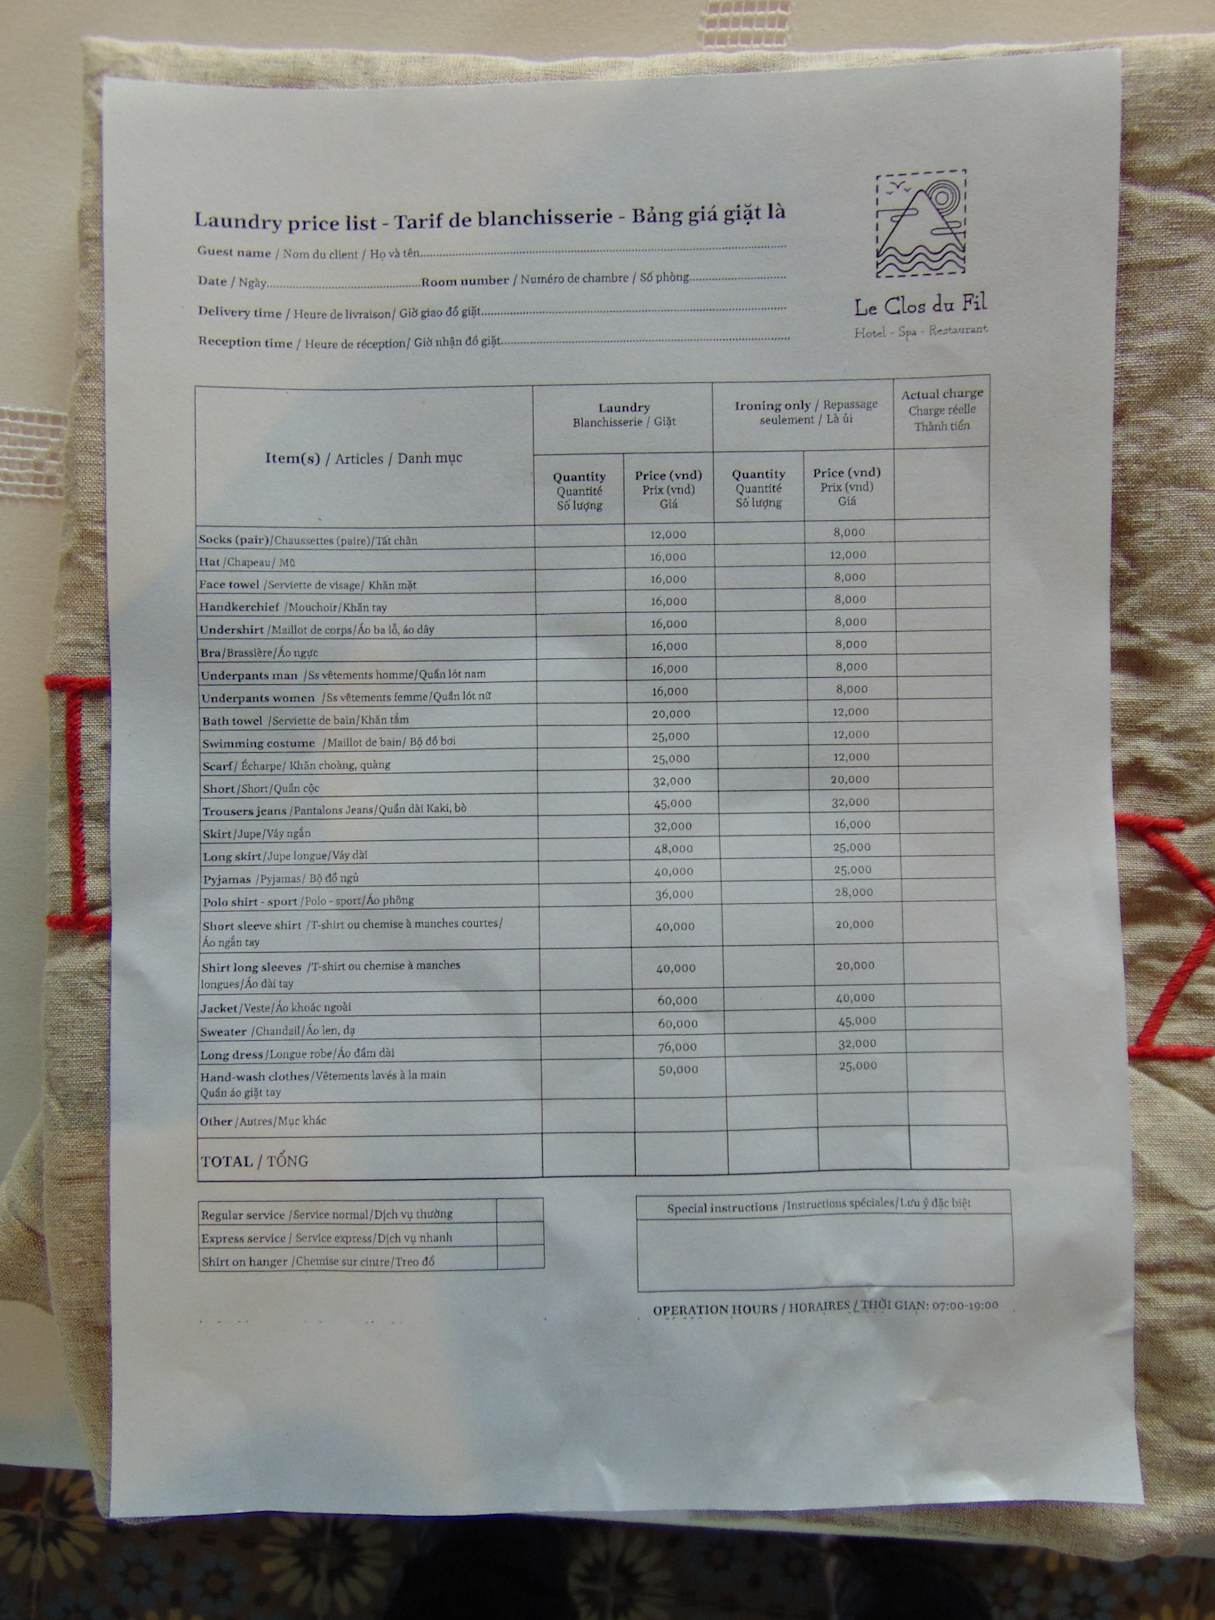 Laundry price list - Tarif de blanchisserie - Bảng giá giặt là
Guest name / Nom du client / Họ và tên
Date / Ngày Room number / Numéro de chambre / Số phòng
Delivery time / Heure de livraison/ Giờ giao đồ giặt
Reception time / Heure de réception/ Giờ nhận đồ giặt
Le Clos du Fil
Hotel - Spa - Restaurant
Item(s) / Articles / Danh mục
Laundry
Blanchisserie / Giặt
Ironing only / Repassage
seulement / Là ủi
Actual charge
Charge réelle
Thành tiền
Quantity
Quantité
Số lượng
Price (vnd)
Prix (vnd)
Giá
Quantity
Quantité
Số lượng
Price (vnd)
Prix (vnd)
Giá
Socks (pair)/Chaussettes (paire)/Tất chân 12,000 8,000
Hat /Chapeau/ Mũ 16,000 12,000
Face towel /Serviette de visage/ Khăn mặt 16,000 8,000
Handkerchief /Mouchoir/Khăn tay 16,000 8,000
Undershirt /Maillot de corps/Áo ba lỗ, áo dây 16,000 8,000
Bra/Brassière/Áo ngực 16,000 8,000
Underpants man /Ss vêtements homme/Quần lót nam 16,000 8,000
Underpants women /Ss vêtements femme/Quần lót nữ 16,000 8,000
Bath towel /Serviette de bain/Khăn tắm 20,000 12,000
Swimming costume /Maillot de bain/ Bộ đồ bơi 25,000 12,000
Scarf/ Écharpe/ Khăn choàng, quàng 25,000 12,000
Short/Short/Quần cộc 32,000 20,000
Trousers jeans /Pantalons Jeans/Quần dài Kaki, bò 45,000 32,000
Skirt/Jupe/Váy ngắn 32,000 16,000
Long skirt/Jupe longue/Váy dài 48,000 25,000
Pyjamas /Pyjamas/ Bộ đồ ngủ 40,000 25,000
Polo shirt - sport /Polo - sport/Áo phông 36,000 28,000
Short sleeve shirt /T-shirt ou chemise à manches courtes/
Áo ngắn tay 40,000 20,000
Shirt long sleeves /T-shirt ou chemise à manches
longues/Áo dài tay 40,000 20,000
Jacket/Veste/Áo khoác ngoài 60,000 40,000
Sweater /Chandail/Áo len, dạ 60,000 45,000
Long dress/Longue robe/Áo đầm dài 76,000 32,000
Hand-wash clothes/Vêtements lavés à la main 50,000 25,000
Quần áo giặt tay
Other /Autres/Mục khác
TOTAL / TỔNG
Regular service /Service normal/Dịch vụ thường
Express service / Service express/Dịch vụ nhanh
Shirt on hanger /Chemise sur cintre/Treo đồ
Special instructions /Instructions spéciales/Lưu ý đặc biệt
OPERATION HOURS / HORAIRES / THỜI GIAN: 07:00-19:00